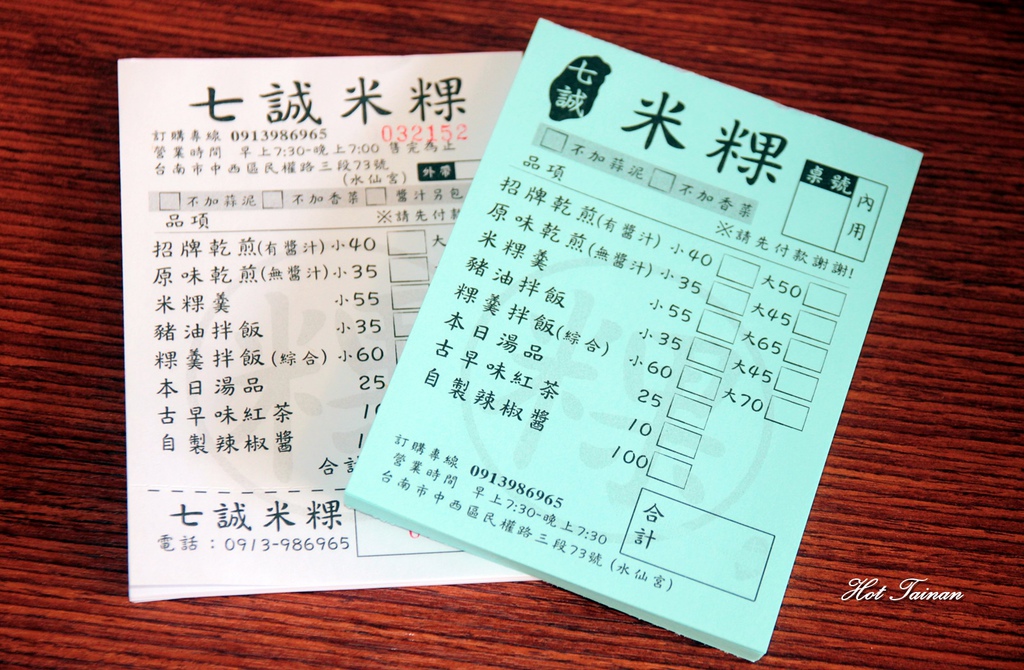 七誠米粿
訂購專線 0913986965
032152
營業時間 早上7:30-晚上7:00 售完為止
台南市中西區民權路三段73號
(水仙宮)
外帶
不加蒜泥 不加香菜 醬汁另包
品項 ※請先付款
招牌乾煎(有醬汁) 小40 大
原味乾煎(無醬汁) 小35
米粿羹 小55
豬油拌飯 小35
粿羹拌飯(綜合) 小60
本日湯品 25
古早味紅茶
自製辣椒醬
合計
七誠米粿
電話：0913-986965
七誠
米粿
桌號
內用
不加蒜泥 不加香菜
品項 ※請先付款謝謝!
招牌乾煎(有醬汁) 小40 大50
原味乾煎(無醬汁) 小35 大45
米粿羹 小55 大65
豬油拌飯 小35 大45
粿羹拌飯(綜合) 小60 大70
本日湯品 25
古早味紅茶 10
自製辣椒醬 100
合計
訂購專線 0913986965
營業時間 早上7:30-晚上7:30
台南市中西區民權路三段73號 (水仙宮)
Hot Tainan